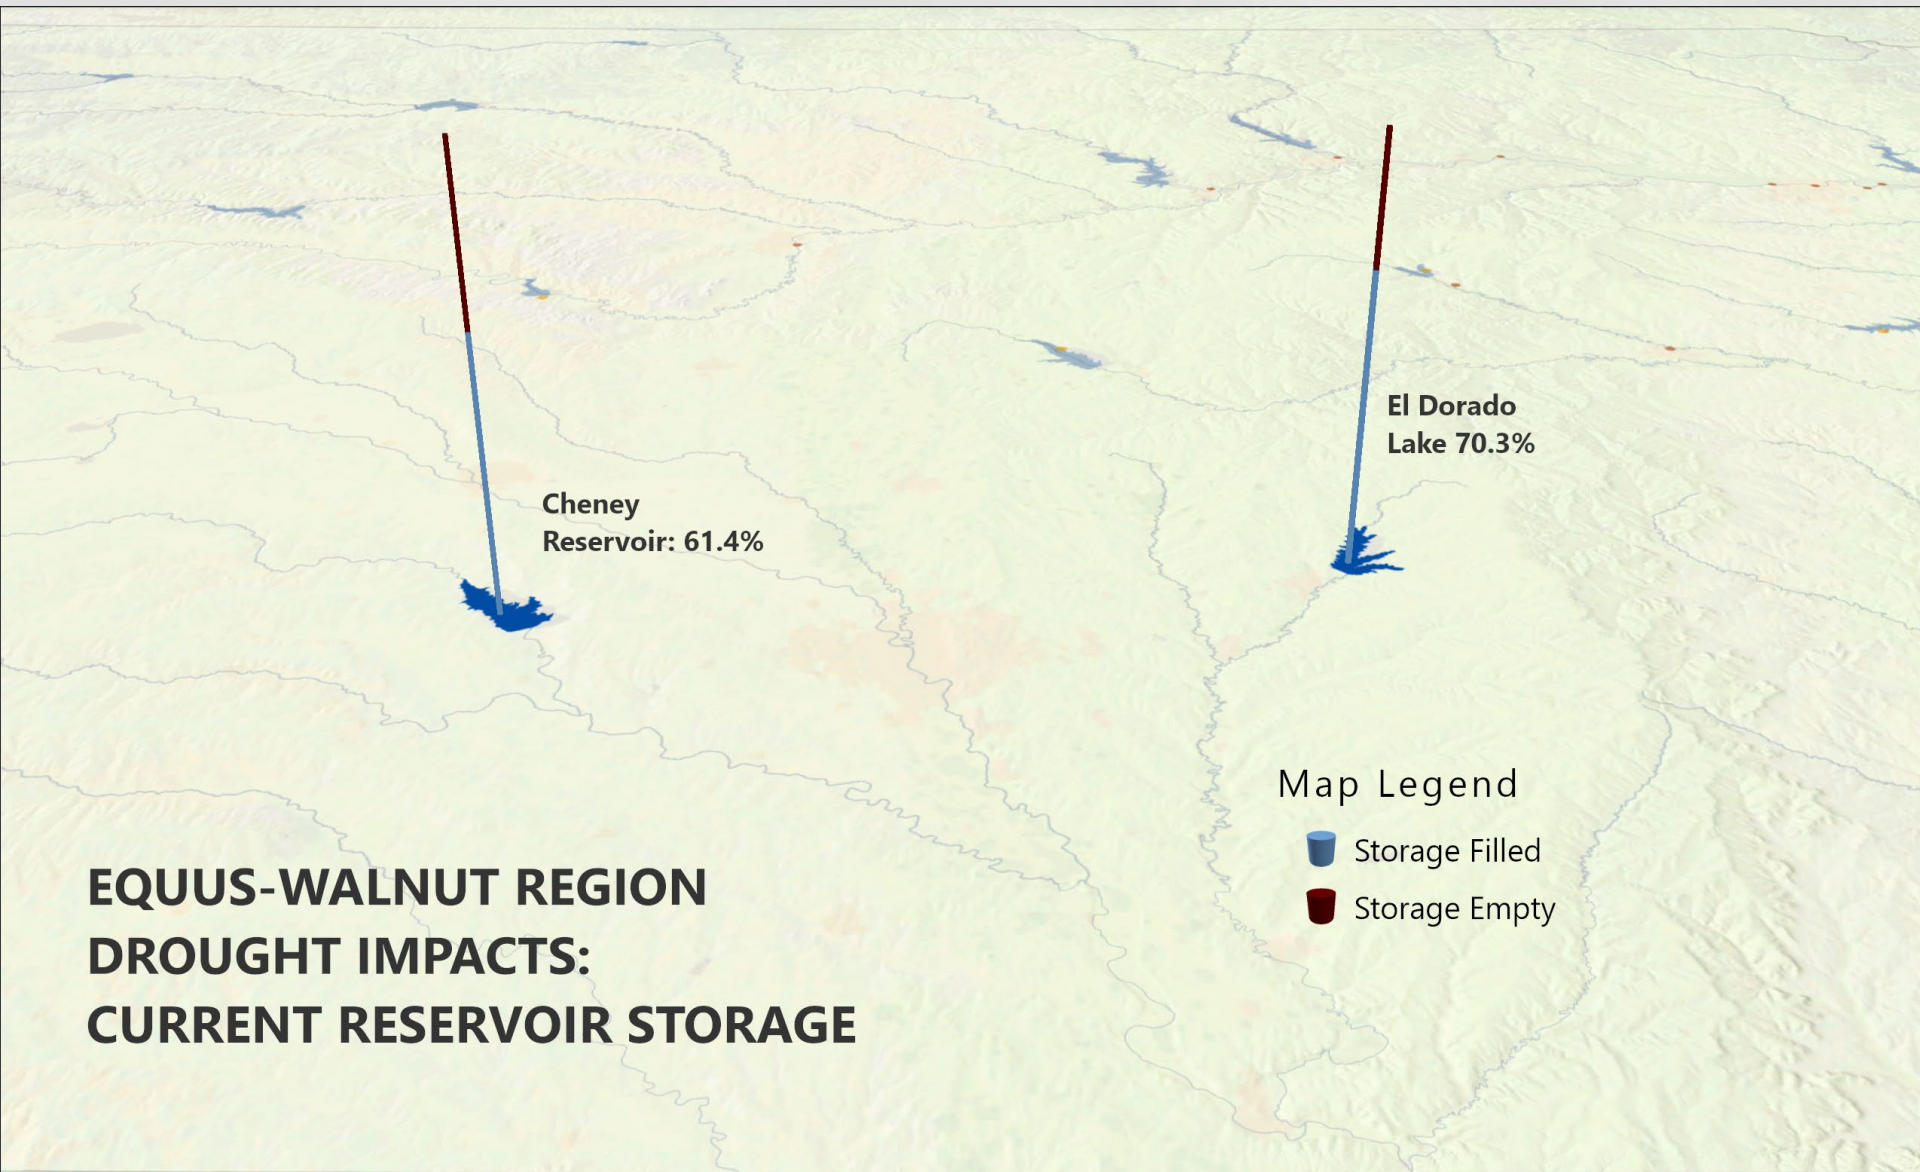 El Dorado
Lake 70.3%
Cheney
Reservoir: 61.4%
Map Legend
Storage Filled
Storage Empty
EQUUS-WALNUT REGION
DROUGHT IMPACTS:
CURRENT RESERVOIR STORAGE